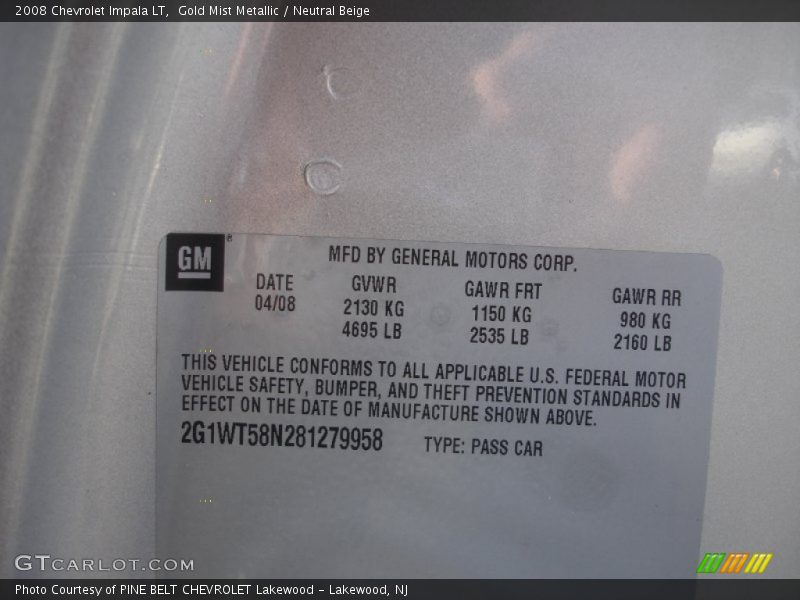 2008 Chevrolet Impala LT, Gold Mist Metallic / Neutral Beige
GM®
MFD BY GENERAL MOTORS CORP.
DATE GVWR GAWR FRT GAWR RR
04/08 2130 KG 1150 KG 980 KG
4695 LB 2535 LB 2160 LB
THIS VEHICLE CONFORMS TO ALL APPLICABLE U.S. FEDERAL MOTOR
VEHICLE SAFETY, BUMPER, AND THEFT PREVENTION STANDARDS IN
EFFECT ON THE DATE OF MANUFACTURE SHOWN ABOVE.
2G1WT58N281279958 TYPE: PASS CAR
GTCARLOT.COM
Photo Courtesy of PINE BELT CHEVROLET Lakewood - Lakewood, NJ